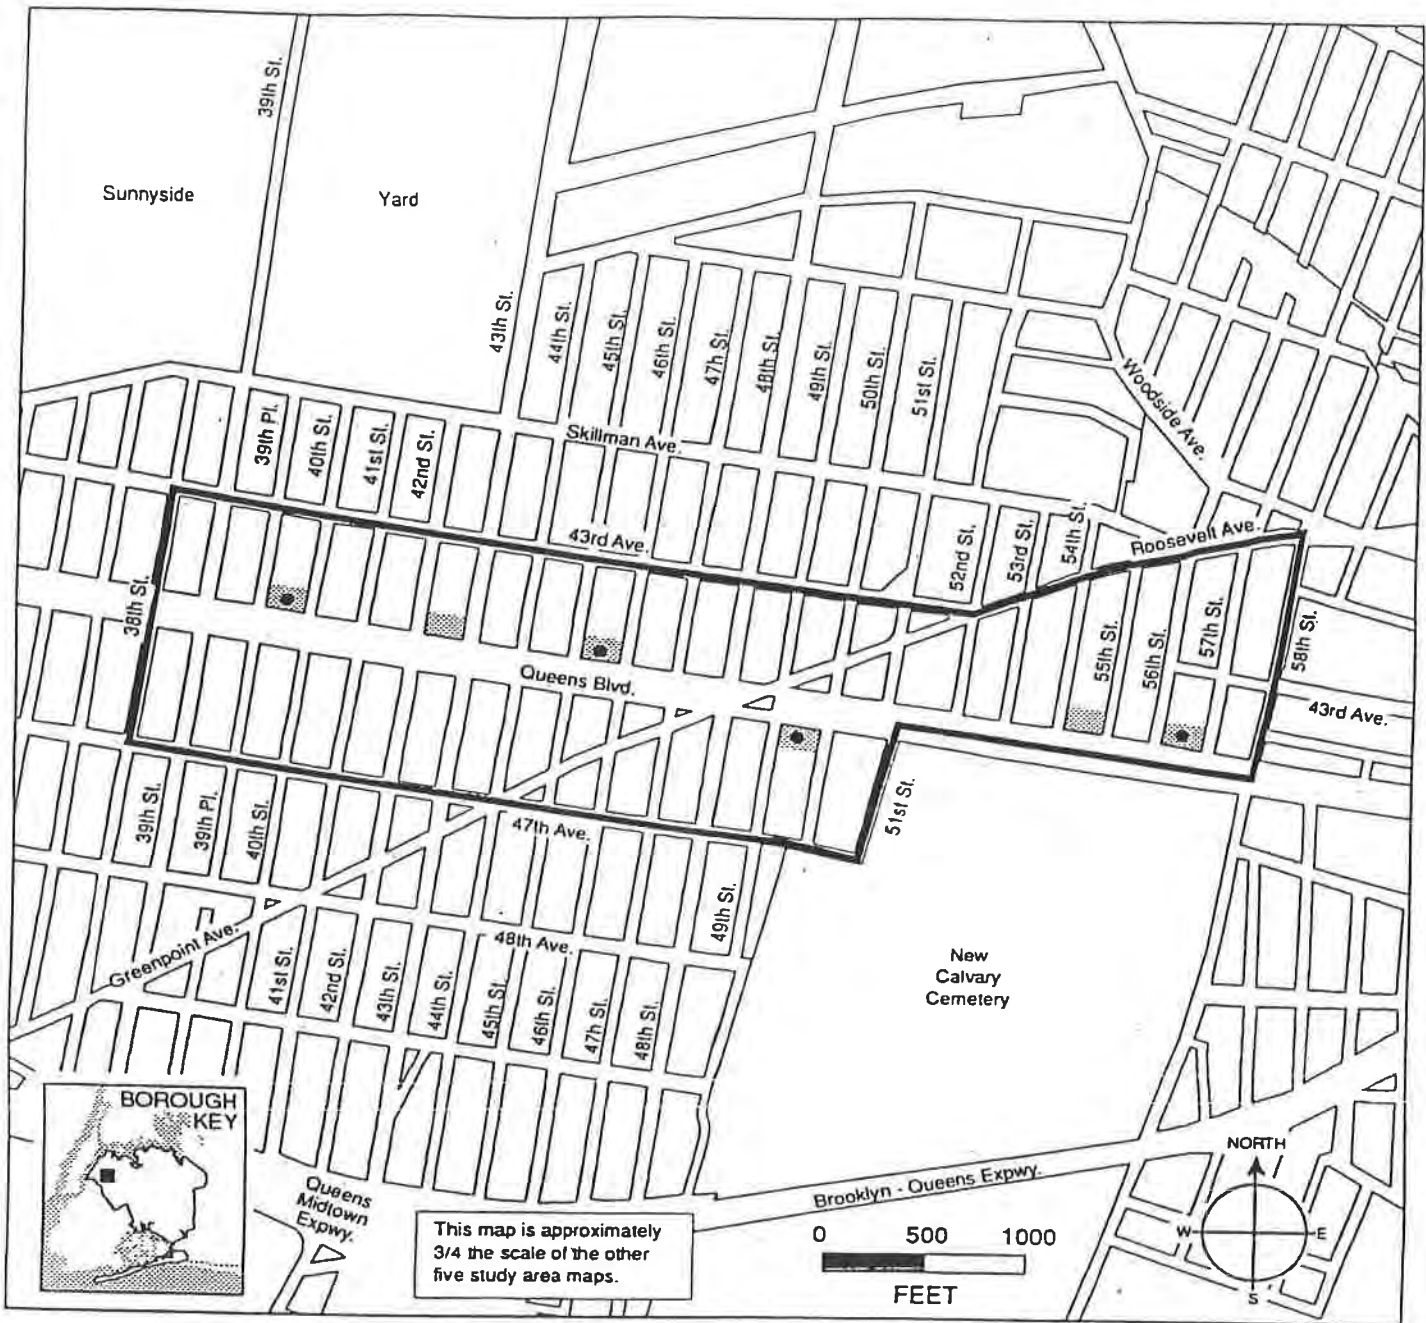 39th St.
Sunnyside
Yard
43th St.
44th St.
45th St.
46th St.
47th St.
48th St.
49th St.
50th St.
51st St.
Woodside Ave.
39th Pl.
40th St.
41st St.
42nd St.
Skillman Ave.
43rd Ave.
52nd St.
53rd St.
54th St.
Roosevelt Ave.
38th St.
Queens Blvd.
55th St.
56th St.
57th St.
58th St.
43rd Ave.
39th St.
39th Pl.
40th St.
47th Ave.
51st St.
49th St.
Greenpoint Ave.
48th Ave.
41st St.
42nd St.
43th St.
44th St.
45th St.
46th St.
47th St.
48th St.
New
Calvary
Cemetery
BOROUGH
KEY
Queens
Midtown
Expwy.
This map is approximately
3/4 the scale of the other
five study area maps.
Brooklyn - Queens Expwy.
0 500 1000
FEET
NORTH
W
E
S